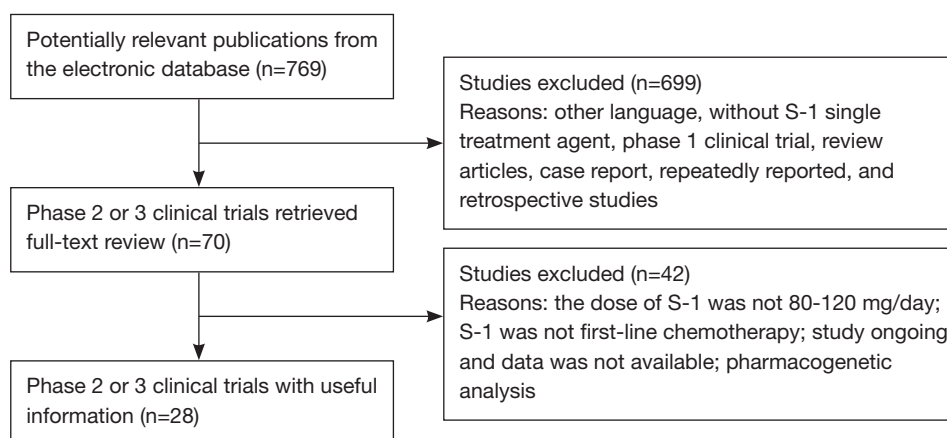 Potentially relevant publications from
the electronic database (n=769)
Studies excluded (n=699)
Reasons: other language, without S-1 single
treatment agent, phase 1 clinical trial, review
articles, case report, repeatedly reported, and
retrospective studies
Phase 2 or 3 clinical trials retrieved
full-text review (n=70)
Studies excluded (n=42)
Reasons: the dose of S-1 was not 80-120 mg/day;
S-1 was not first-line chemotherapy; study ongoing
and data was not available; pharmacogenetic
analysis
Phase 2 or 3 clinical trials with useful
information (n=28)